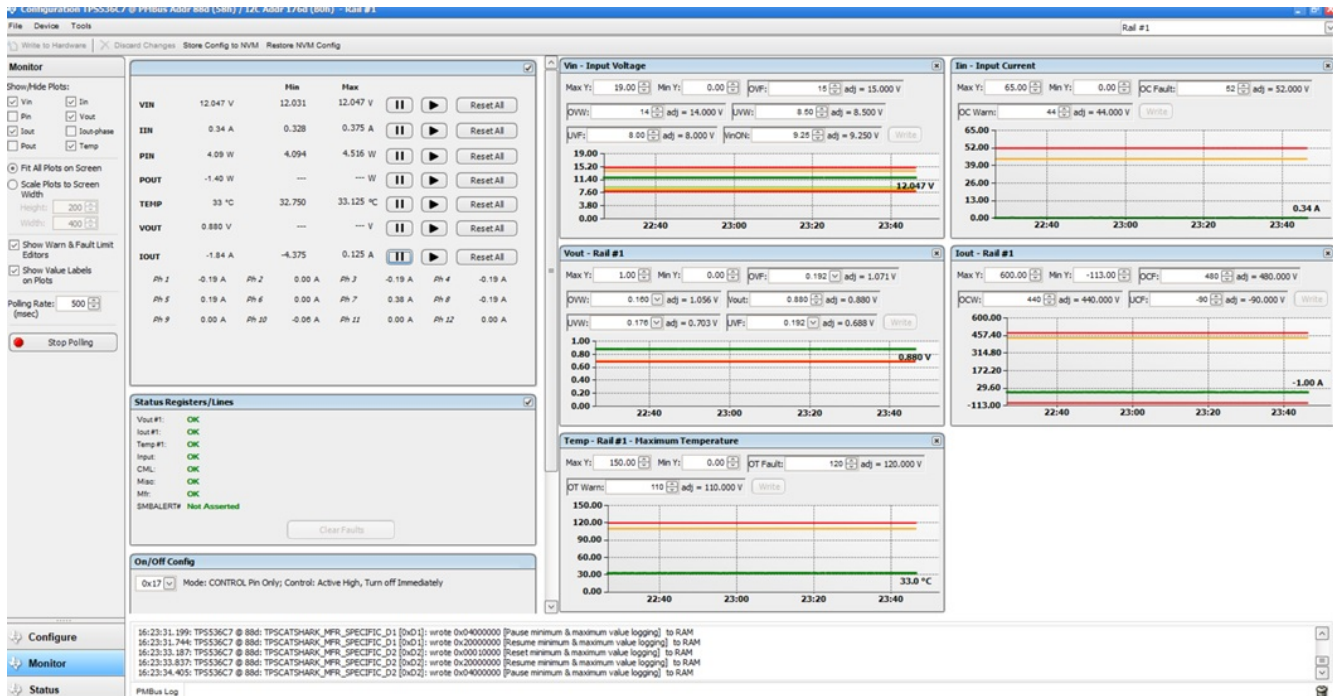 Configuration TPS536C7 @ PMBus Addr 88d (58h) / I2C Addr 176d (B0h) - Rail #1
File Device Tools
Rail #1
Write to Hardware Discard Changes Store Config to NVM Restore NVM Config
Monitor
Show/Hide Plots:
Vin Iin
Pin Vout
Iout Iout-phase
Pout Temp
Fit All Plots on Screen
Scale Plots to Screen
Width
Height: 200
Width: 400
Show Warn & Fault Limit
Editors
Show Value Labels
on Plots
Polling Rate: 500
(msec)
Stop Polling
Min Max
VIN 12.047 V 12.031 12.047 V Reset All
IIN 0.34 A 0.328 0.375 A Reset All
PIN 4.09 W 4.094 4.516 W Reset All
POUT -1.40 W --- --- W Reset All
TEMP 33 °C 32.750 33.125 °C Reset All
VOUT 0.880 V --- --- V Reset All
IOUT -1.84 A -4.375 0.125 A Reset All
Ph 1 -0.19 A Ph 2 0.00 A Ph 3 -0.19 A Ph 4 -0.19 A
Ph 5 0.19 A Ph 6 0.00 A Ph 7 0.38 A Ph 8 -0.19 A
Ph 9 0.00 A Ph 10 -0.06 A Ph 11 0.00 A Ph 12 0.00 A
Status Registers/Lines
Vout #1: OK
Iout #1: OK
Temp #1: OK
Input: OK
CML: OK
Misc: OK
Mfr: OK
SMBALERT# Not Asserted
Clear Faults
On/Off Config
0x17 Mode: CONTROL Pin Only; Control: Active High, Turn off Immediately
Vin - Input Voltage
Max Y: 19.00 Min Y: 0.00 OVF: 15 adj = 15.000 V
OVW: 14 adj = 14.000 V UVW: 8.50 adj = 8.500 V
UVF: 8.00 adj = 8.000 V VinON: 9.25 adj = 9.250 V Write
19.00
15.20
11.40
7.60
3.80
0.00
12.047 V
22:40 23:00 23:20 23:40
Iin - Input Current
Max Y: 65.00 Min Y: 0.00 OC Fault: 52 adj = 52.000 V
OC Warn: 44 adj = 44.000 V Write
65.00
52.00
39.00
26.00
13.00
0.00
0.34 A
22:40 23:00 23:20 23:40
Vout - Rail #1
Max Y: 1.00 Min Y: 0.00 OVF: 0.192 adj = 1.071 V
OVW: 0.160 adj = 1.056 V Vout: 0.880 adj = 0.880 V
UVW: 0.176 adj = 0.703 V UVF: 0.192 adj = 0.688 V Write
1.00
0.80
0.60
0.40
0.20
0.00
0.880 V
22:40 23:00 23:20 23:40
Iout - Rail #1
Max Y: 600.00 Min Y: -113.00 OCF: 480 adj = 480.000 V
OCW: 440 adj = 440.000 V UCF: -90 adj = -90.000 V Write
600.00
457.40
314.80
172.20
29.60
-113.00
-1.00 A
22:40 23:00 23:20 23:40
Temp - Rail #1 - Maximum Temperature
Max Y: 150.00 Min Y: 0.00 OT Fault: 120 adj = 120.000 V
OT Warn: 110 adj = 110.000 V Write
150.00
120.00
90.00
60.00
30.00
0.00
33.0 °C
22:40 23:00 23:20 23:40
Configure
Monitor
Status
16:23:31.199: TPS536C7 @ 88d: TPSCATSHARK_MFR_SPECIFIC_D1 [0xD1]: wrote 0x04000000 [Pause minimum & maximum value logging] to RAM
16:23:31.744: TPS536C7 @ 88d: TPSCATSHARK_MFR_SPECIFIC_D1 [0xD1]: wrote 0x20000000 [Resume minimum & maximum value logging] to RAM
16:23:33.187: TPS536C7 @ 88d: TPSCATSHARK_MFR_SPECIFIC_D2 [0xD2]: wrote 0x00010000 [Reset minimum & maximum value logging] to RAM
16:23:33.837: TPS536C7 @ 88d: TPSCATSHARK_MFR_SPECIFIC_D2 [0xD2]: wrote 0x20000000 [Resume minimum & maximum value logging] to RAM
16:23:34.405: TPS536C7 @ 88d: TPSCATSHARK_MFR_SPECIFIC_D2 [0xD2]: wrote 0x04000000 [Pause minimum & maximum value logging] to RAM
PMBus Log